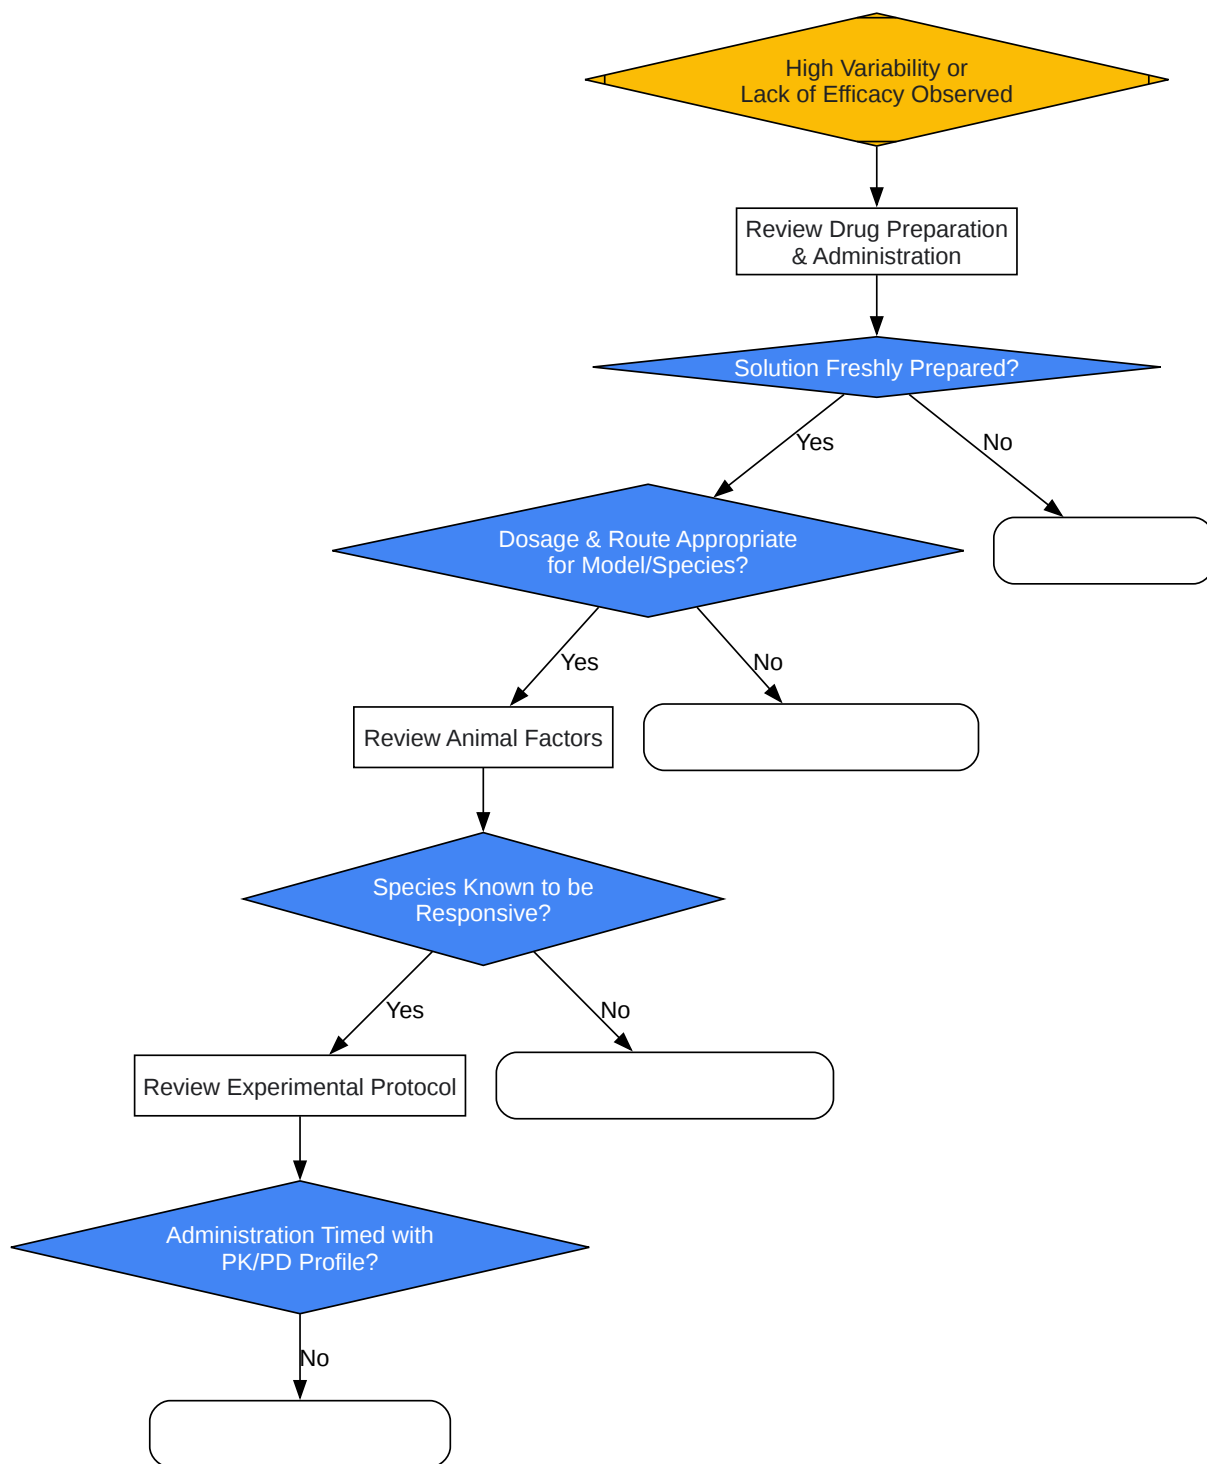 High Variability or
Lack of Efficacy Observed
Review Drug Preparation
& Administration
Solution Freshly Prepared?
Yes
No
Dosage & Route Appropriate
for Model/Species?
Yes
No
Review Animal Factors
Species Known to be
Responsive?
Yes
No
Review Experimental Protocol
Administration Timed with
PK/PD Profile?
No